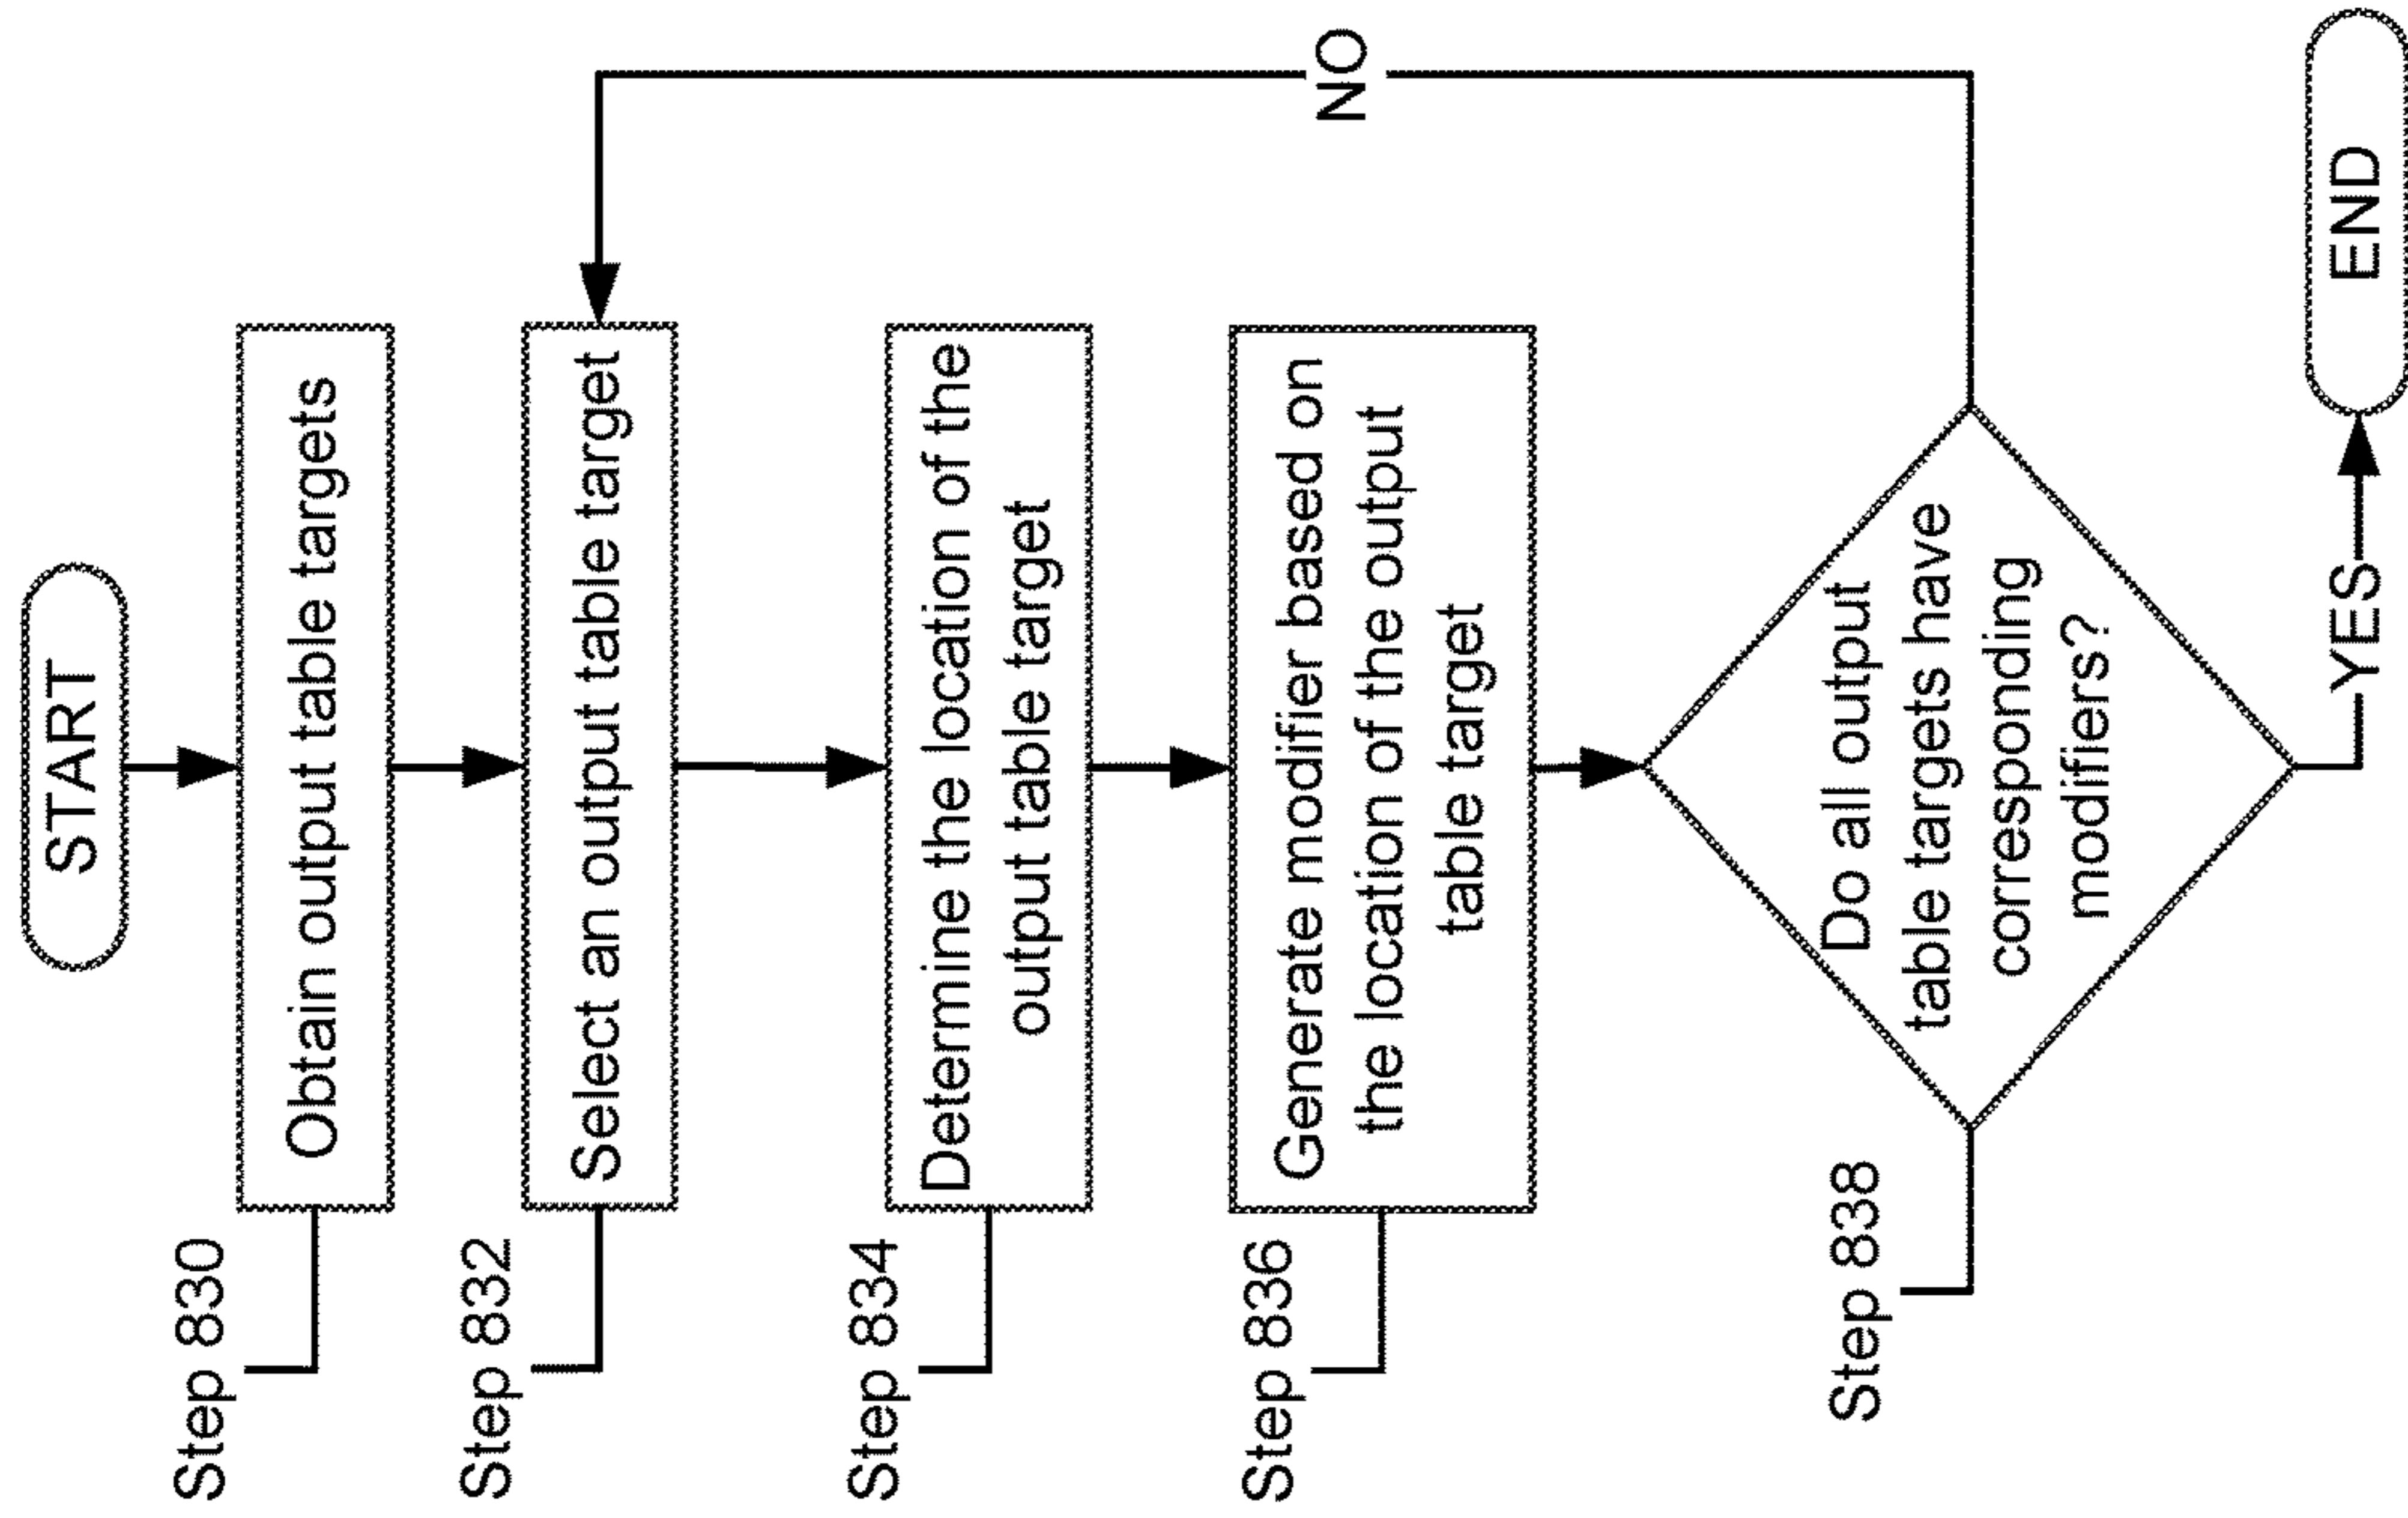 START
Step 830
Obtain output table targets
Step 832
Select an output table target
Step 834
Determine the location of the
output table target
Step 836
Generate modifier based on
the location of the output
table target
Step 838
Do all output
table targets have
corresponding
modifiers?
NO
YES
END